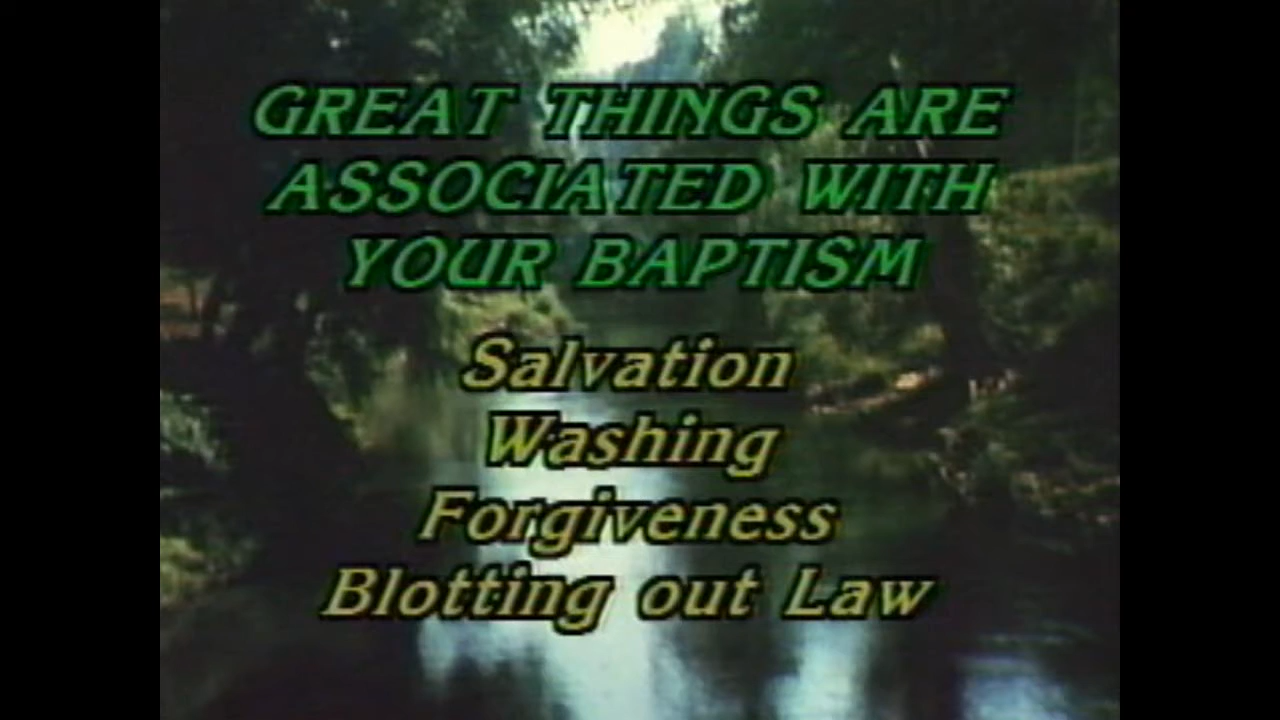 GREAT THINGS ARE
ASSOCIATED WITH
YOUR BAPTISM
Salvation
Washing
Forgiveness
Blotting out Law